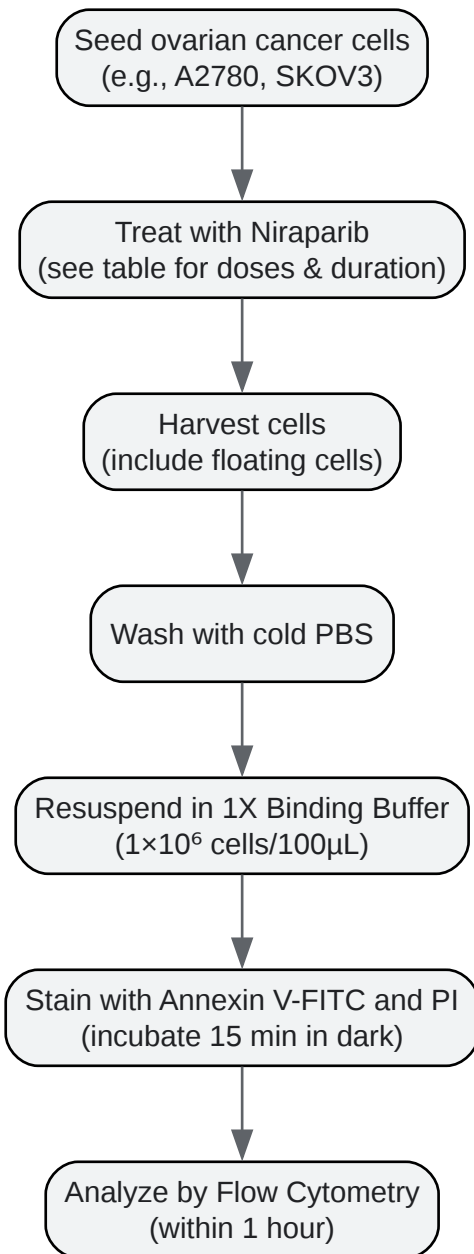 Seed ovarian cancer cells
(e.g., A2780, SKOV3)
Treat with Niraparib
(see table for doses & duration)
Harvest cells
(include floating cells)
Wash with cold PBS
Resuspend in 1X Binding Buffer
(1×10⁶ cells/100µL)
Stain with Annexin V-FITC and PI
(incubate 15 min in dark)
Analyze by Flow Cytometry
(within 1 hour)